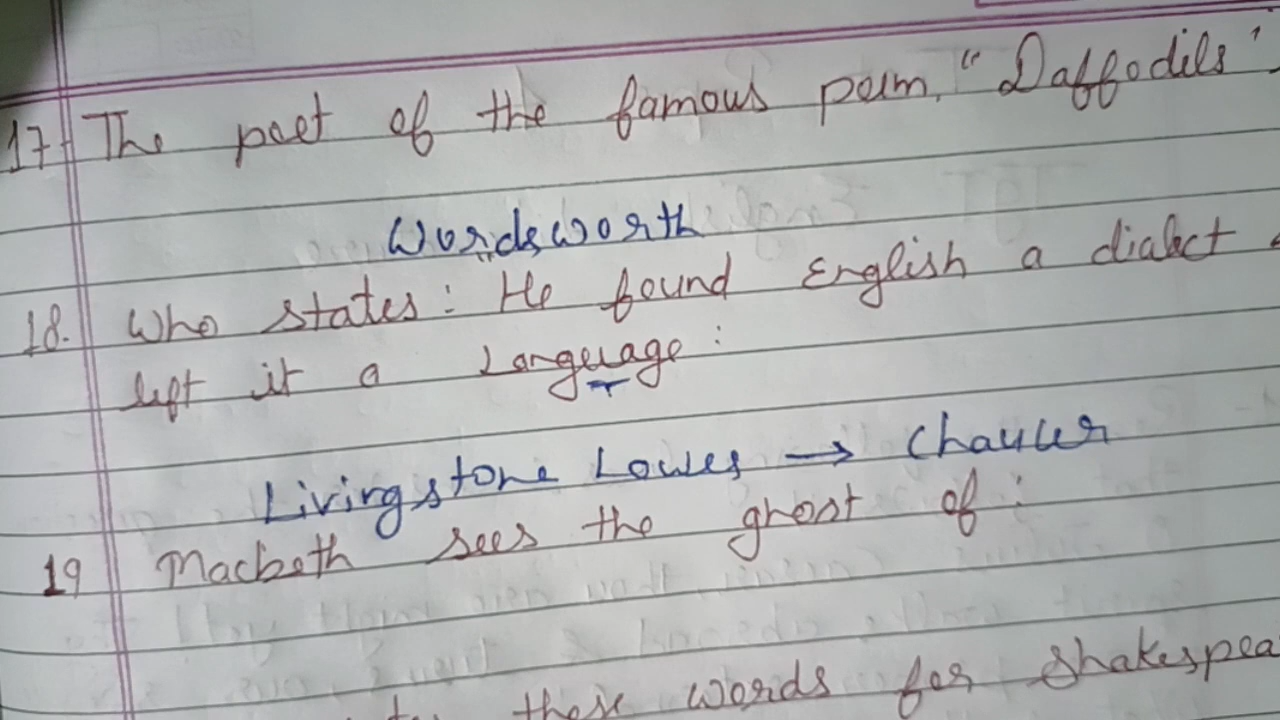 17 The poet of the famous poem, "Daffodils"
Wordsworth
18. Who states: He found English a dialect &
left it a Language:
Livingstone Lowes → Chaucer
19 Macbeth sees the ghost of:
these words for Shakespea